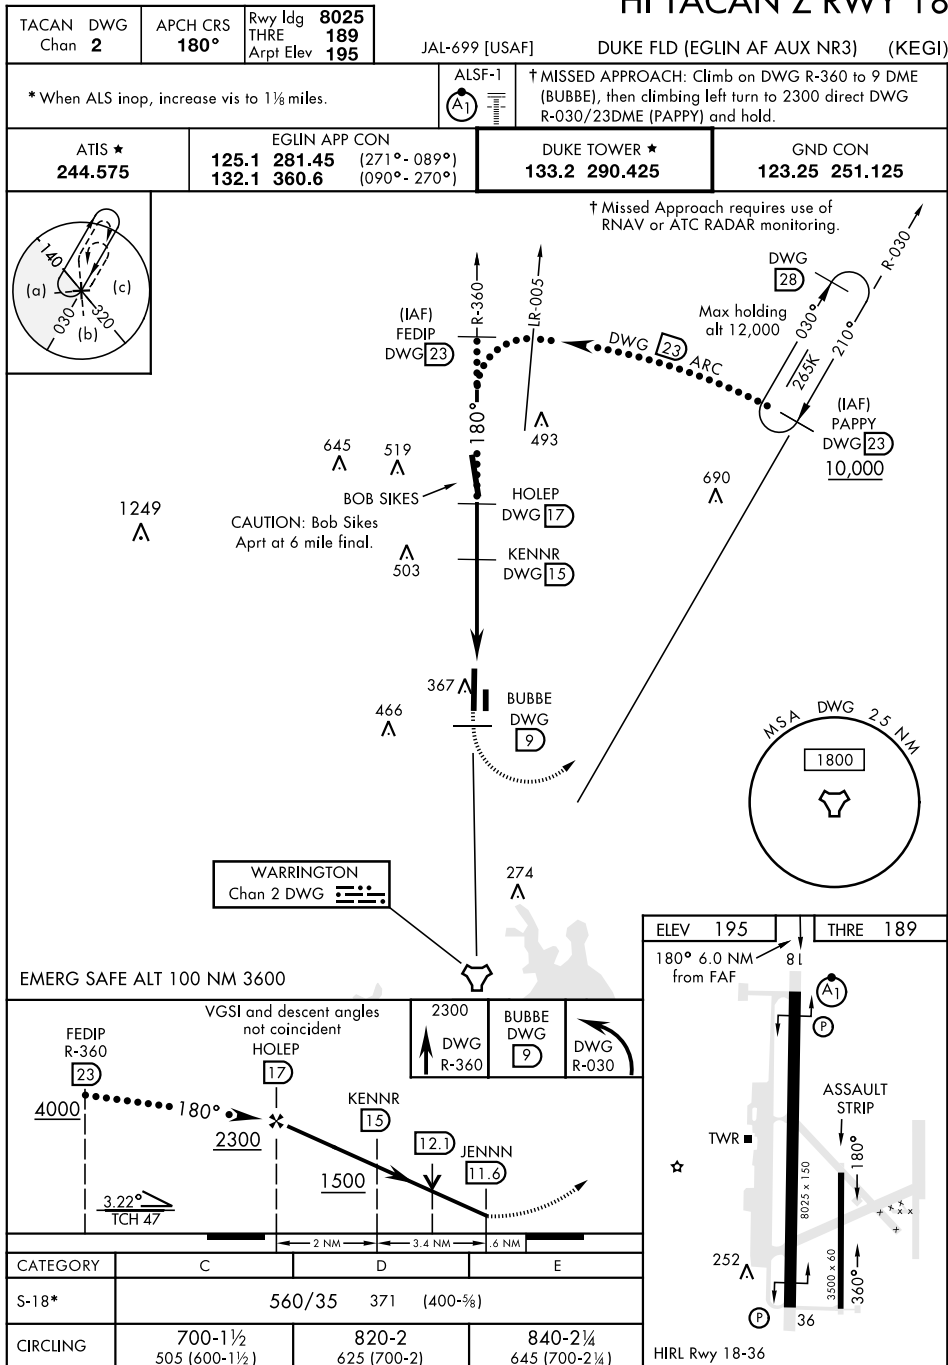 HI TACAN Z RWY 18
TACAN DWG
Chan 2
APCH CRS
180°
Rwy ldg 8025
THRE 189
Arpt Elev 195
JAL-699 [USAF]
DUKE FLD (EGLIN AF AUX NR3) (KEGI)
* When ALS inop, increase vis to 1⅛ miles.
ALSF-1
A1
† MISSED APPROACH: Climb on DWG R-360 to 9 DME
(BUBBE), then climbing left turn to 2300 direct DWG
R-030/23DME (PAPPY) and hold.
ATIS ★
244.575
EGLIN APP CON
125.1 281.45 (271°- 089°)
132.1 360.6 (090°- 270°)
DUKE TOWER ★
133.2 290.425
GND CON
123.25 251.125
† Missed Approach requires use of
RNAV or ATC RADAR monitoring.
140
(a)
(c)
030
(b)
320
R-360
LR-005
R-030
DWG
28
(IAF)
FEDIP
DWG 23
Max holding
alt 12,000
030°
210°
265K
DWG 23 ARC
(IAF)
PAPPY
DWG 23
10,000
180°
493
645
519
690
BOB SIKES
1249
CAUTION: Bob Sikes
Aprt at 6 mile final.
HOLEP
DWG 17
503
KENNR
DWG 15
367
466
BUBBE
DWG
9
MSA DWG 25 NM
1800
WARRINGTON
Chan 2 DWG
274
EMERG SAFE ALT 100 NM 3600
ELEV 195
THRE 189
180° 6.0 NM
from FAF
18
A1
P
ASSAULT
STRIP
TWR
180°
8025 x 150
3500 x 60
360°
252
P
36
HIRL Rwy 18-36
FEDIP
R-360
23
VGSI and descent angles
not coincident
HOLEP
17
2300
DWG
R-360
BUBBE
DWG
9
DWG
R-030
4000
180°
2300
KENNR
15
1500
12.1
JENNN
11.6
3.22°
TCH 47
2 NM
3.4 NM
.6 NM
CATEGORY C D E
S-18* 560/35 371 (400-⅝)
CIRCLING 700-1½ 820-2 840-2¼
505 (600-1½) 625 (700-2) 645 (700-2¼)